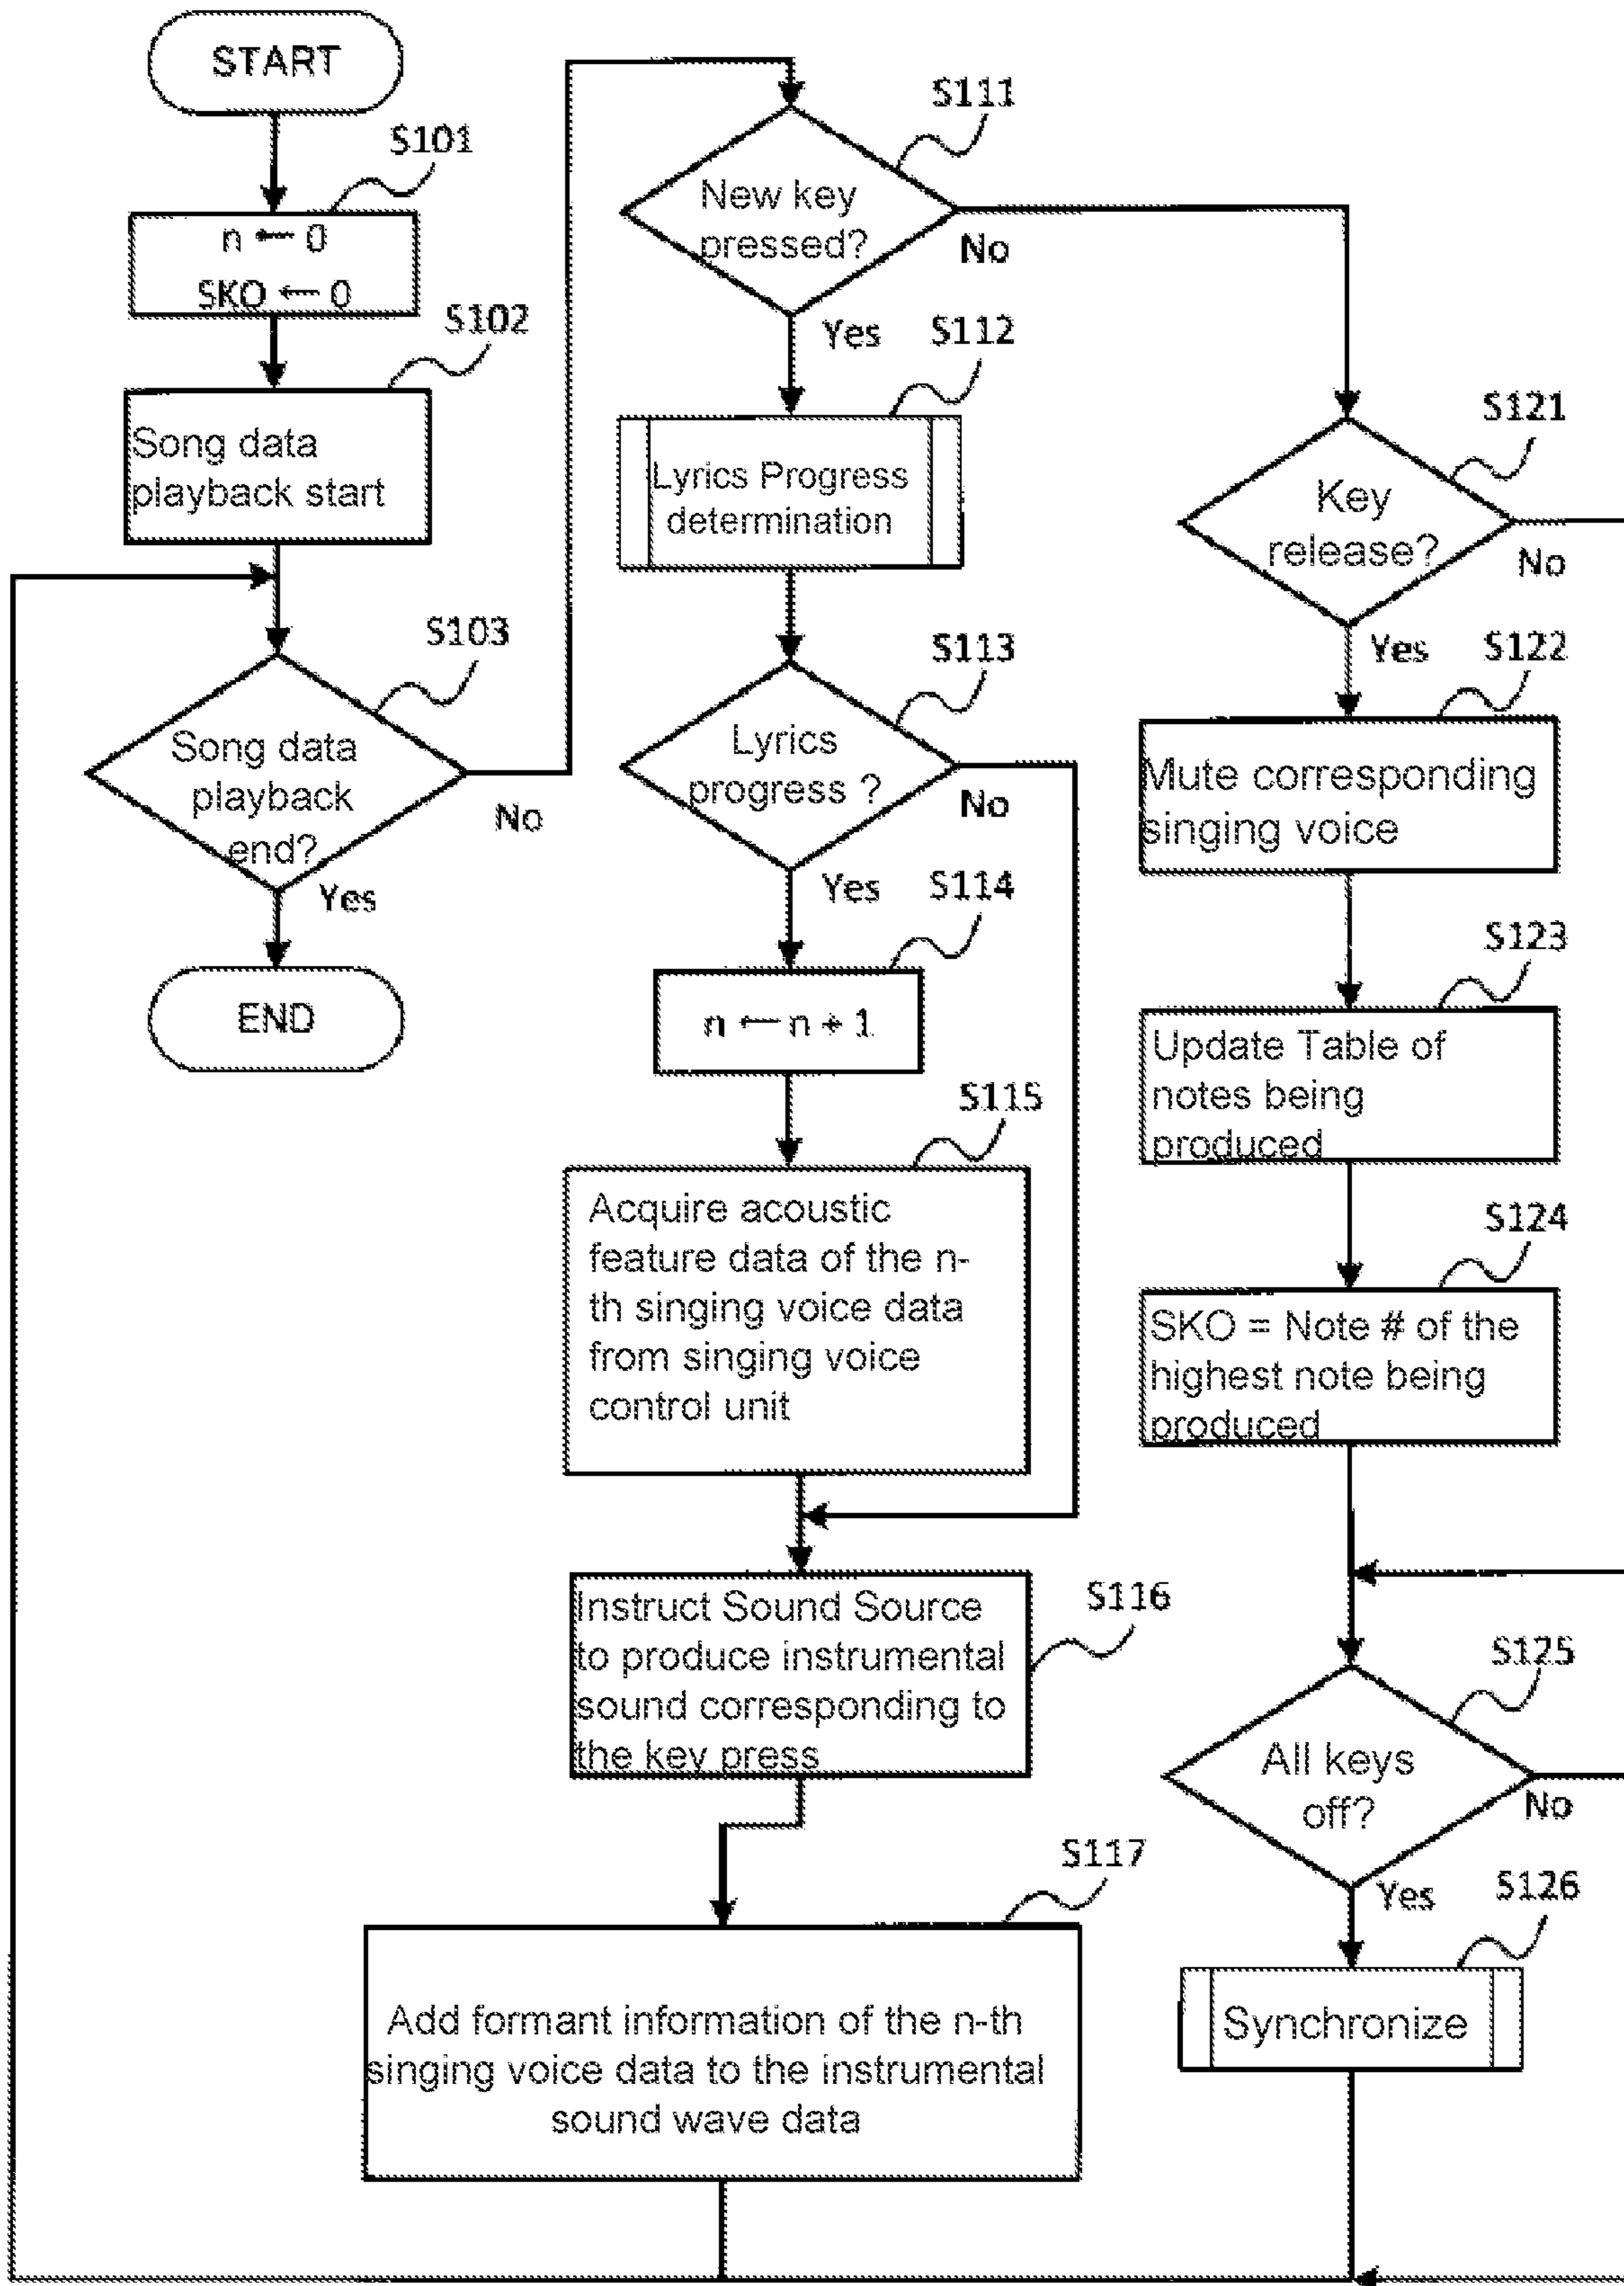 START
S101
n ← 0
SKO ← 0
S102
Song data
playback start
S103
Song data
playback
end?
No
Yes
END
S111
New key
pressed?
No
Yes
S112
Lyrics Progress
determination
S113
Lyrics
progress ?
No
Yes
S114
n ← n + 1
S115
Acquire acoustic
feature data of the n-
th singing voice data
from singing voice
control unit
S116
Instruct Sound Source
to produce instrumental
sound corresponding to
the key press
S117
Add formant information of the n-th
singing voice data to the instrumental
sound wave data
S121
Key
release?
No
Yes
S122
Mute corresponding
singing voice
S123
Update Table of
notes being
produced
S124
SKO = Note # of the
highest note being
produced
S125
All keys
off?
No
Yes
S126
Synchronize